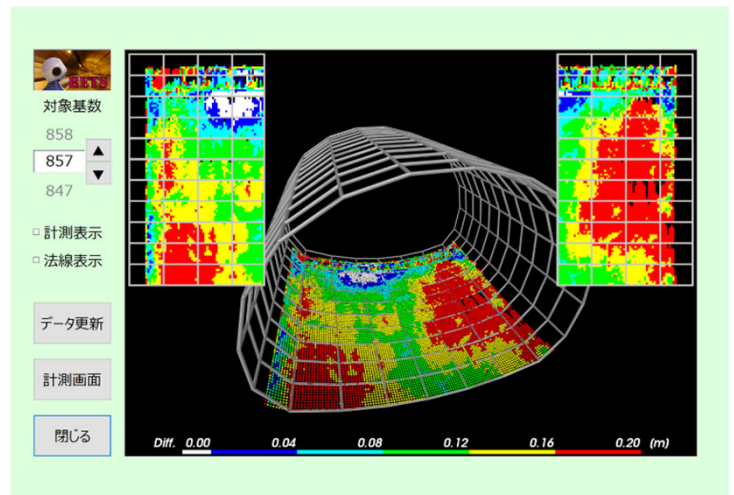 BETS
対象基数
858
857
847
計測表示
法線表示
データ更新
計測画面
閉じる
Diff. 0.00 0.04 0.08 0.12 0.16 0.20 (m)